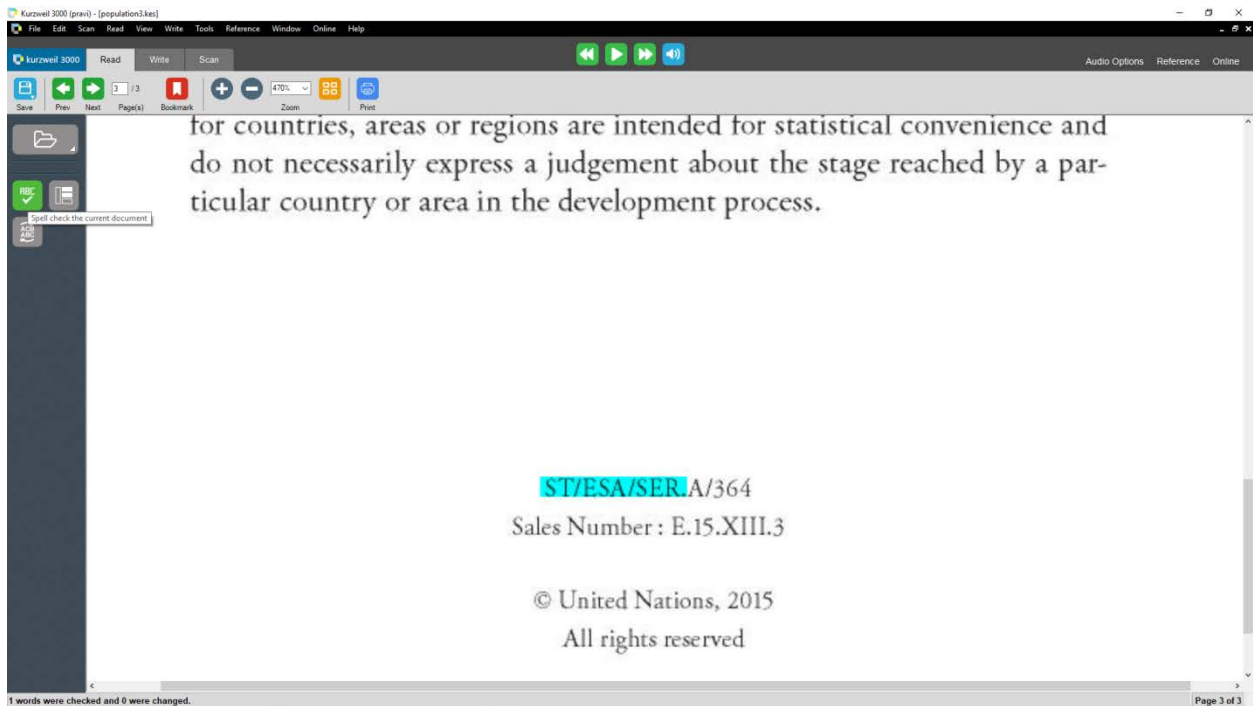 Kurzweil 3000 (pravi) - [population3.kes]
File Edit Scan Read View Write Tools Reference Window Online Help
kurzweil 3000 Read Write Scan
Audio Options Reference Online
3 / 3
470%
Save Prev Next Page(s) Bookmark Zoom Print
for countries, areas or regions are intended for statistical convenience and
do not necessarily express a judgement about the stage reached by a par-
ticular country or area in the development process.
ABC
Spell check the current document
ACB
ABC
ST/ESA/SER.A/364
Sales Number : E.15.XIII.3
© United Nations, 2015
All rights reserved
1 words were checked and 0 were changed.
Page 3 of 3